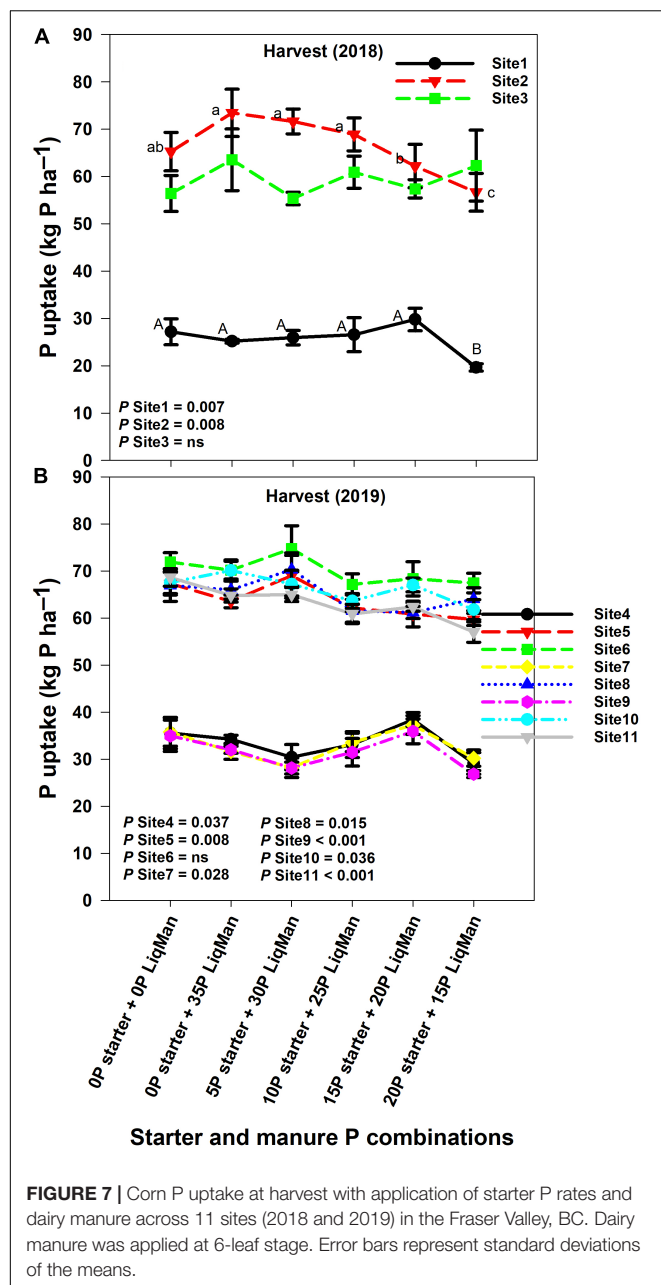 A
Harvest (2018)
Site1
Site2
Site3
90
80
70
60
50
40
30
20
10
0
P uptake (kg P ha−1)
ab
a
a
a
b
c
A
A
A
A
A
B
P Site1 = 0.007
P Site2 = 0.008
P Site3 = ns
B
Harvest (2019)
90
80
70
60
50
40
30
20
10
0
P uptake (kg P ha−1)
Site4
Site5
Site6
Site7
Site8
Site9
Site10
Site11
P Site4 = 0.037
P Site5 = 0.008
P Site6 = ns
P Site7 = 0.028
P Site8 = 0.015
P Site9 < 0.001
P Site10 = 0.036
P Site11 < 0.001
0P starter + 0P LiqMan
0P starter + 35P LiqMan
5P starter + 30P LiqMan
10P starter + 25P LiqMan
15P starter + 20P LiqMan
20P starter + 15P LiqMan
Starter and manure P combinations
FIGURE 7 | Corn P uptake at harvest with application of starter P rates and
dairy manure across 11 sites (2018 and 2019) in the Fraser Valley, BC. Dairy
manure was applied at 6-leaf stage. Error bars represent standard deviations
of the means.